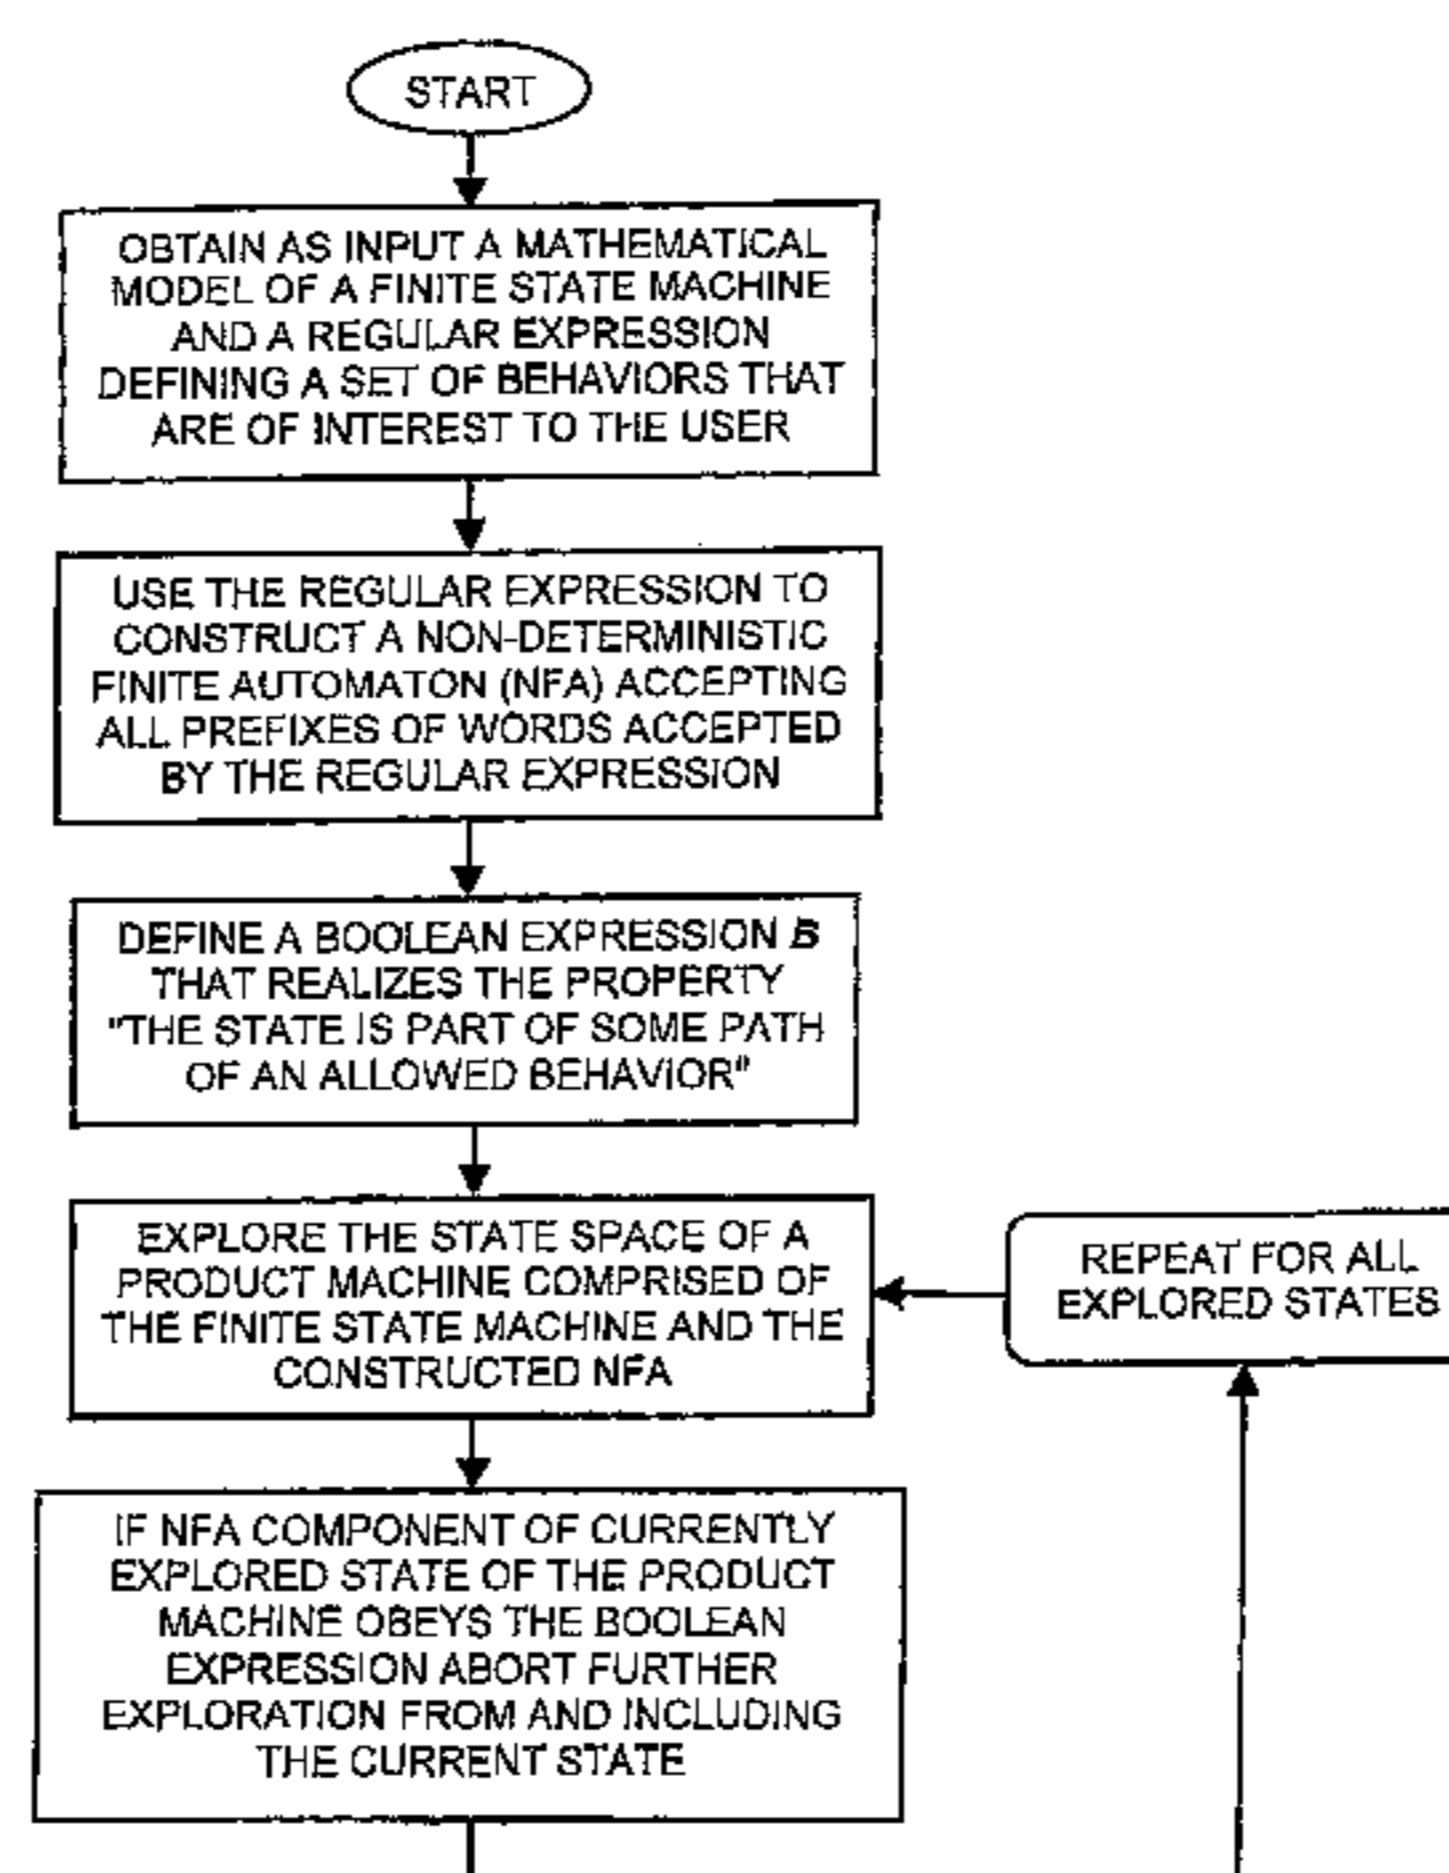 START
OBTAIN AS INPUT A MATHEMATICAL
MODEL OF A FINITE STATE MACHINE
AND A REGULAR EXPRESSION
DEFINING A SET OF BEHAVIORS THAT
ARE OF INTEREST TO THE USER
USE THE REGULAR EXPRESSION TO
CONSTRUCT A NON-DETERMINISTIC
FINITE AUTOMATON (NFA) ACCEPTING
ALL PREFIXES OF WORDS ACCEPTED
BY THE REGULAR EXPRESSION
DEFINE A BOOLEAN EXPRESSION B
THAT REALIZES THE PROPERTY
"THE STATE IS PART OF SOME PATH
OF AN ALLOWED BEHAVIOR"
EXPLORE THE STATE SPACE OF A
PRODUCT MACHINE COMPRISED OF
THE FINITE STATE MACHINE AND THE
CONSTRUCTED NFA
REPEAT FOR ALL
EXPLORED STATES
IF NFA COMPONENT OF CURRENTLY
EXPLORED STATE OF THE PRODUCT
MACHINE OBEYS THE BOOLEAN
EXPRESSION ABORT FURTHER
EXPLORATION FROM AND INCLUDING
THE CURRENT STATE